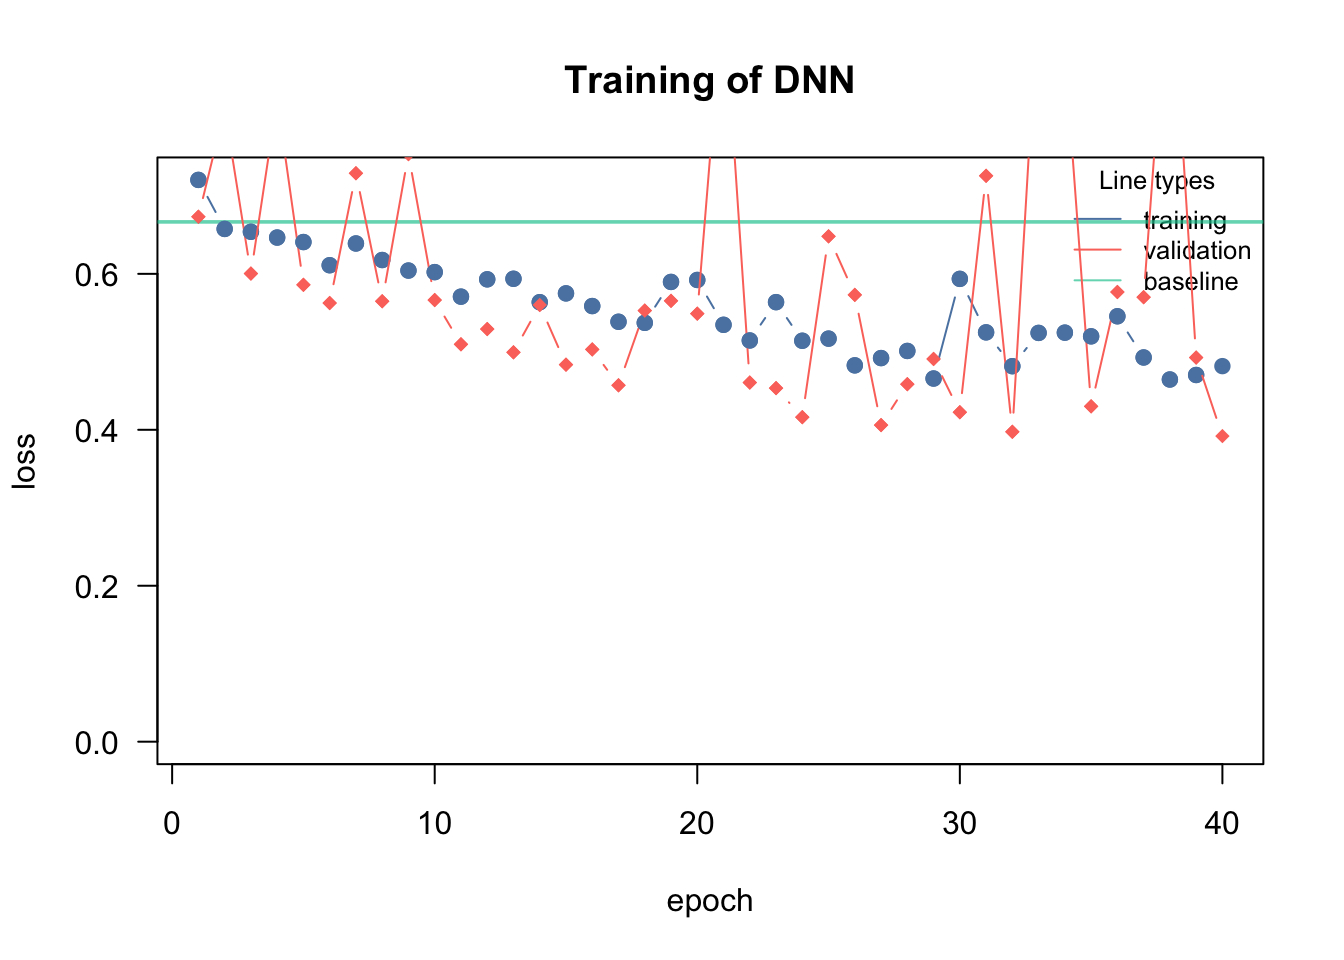 Training of DNN
Line types
training
validation
baseline
0.6
0.4
0.2
0.0
loss
0 10 20 30 40
epoch